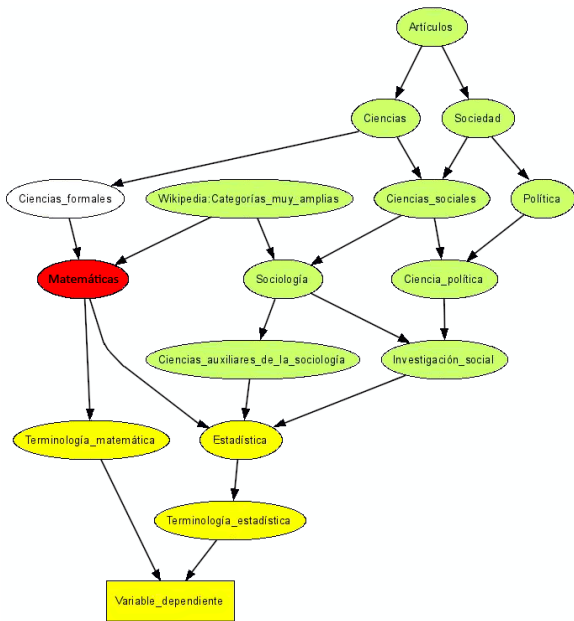 Artículos
Ciencias
Sociedad
Ciencias_formales
Wikipedia:Categorías_muy_amplias
Ciencias_sociales
Política
Matemáticas
Sociología
Ciencia_política
Ciencias_auxiliares_de_la_sociología
Investigación_social
Terminología_matemática
Estadística
Terminología_estadística
Variable_dependiente